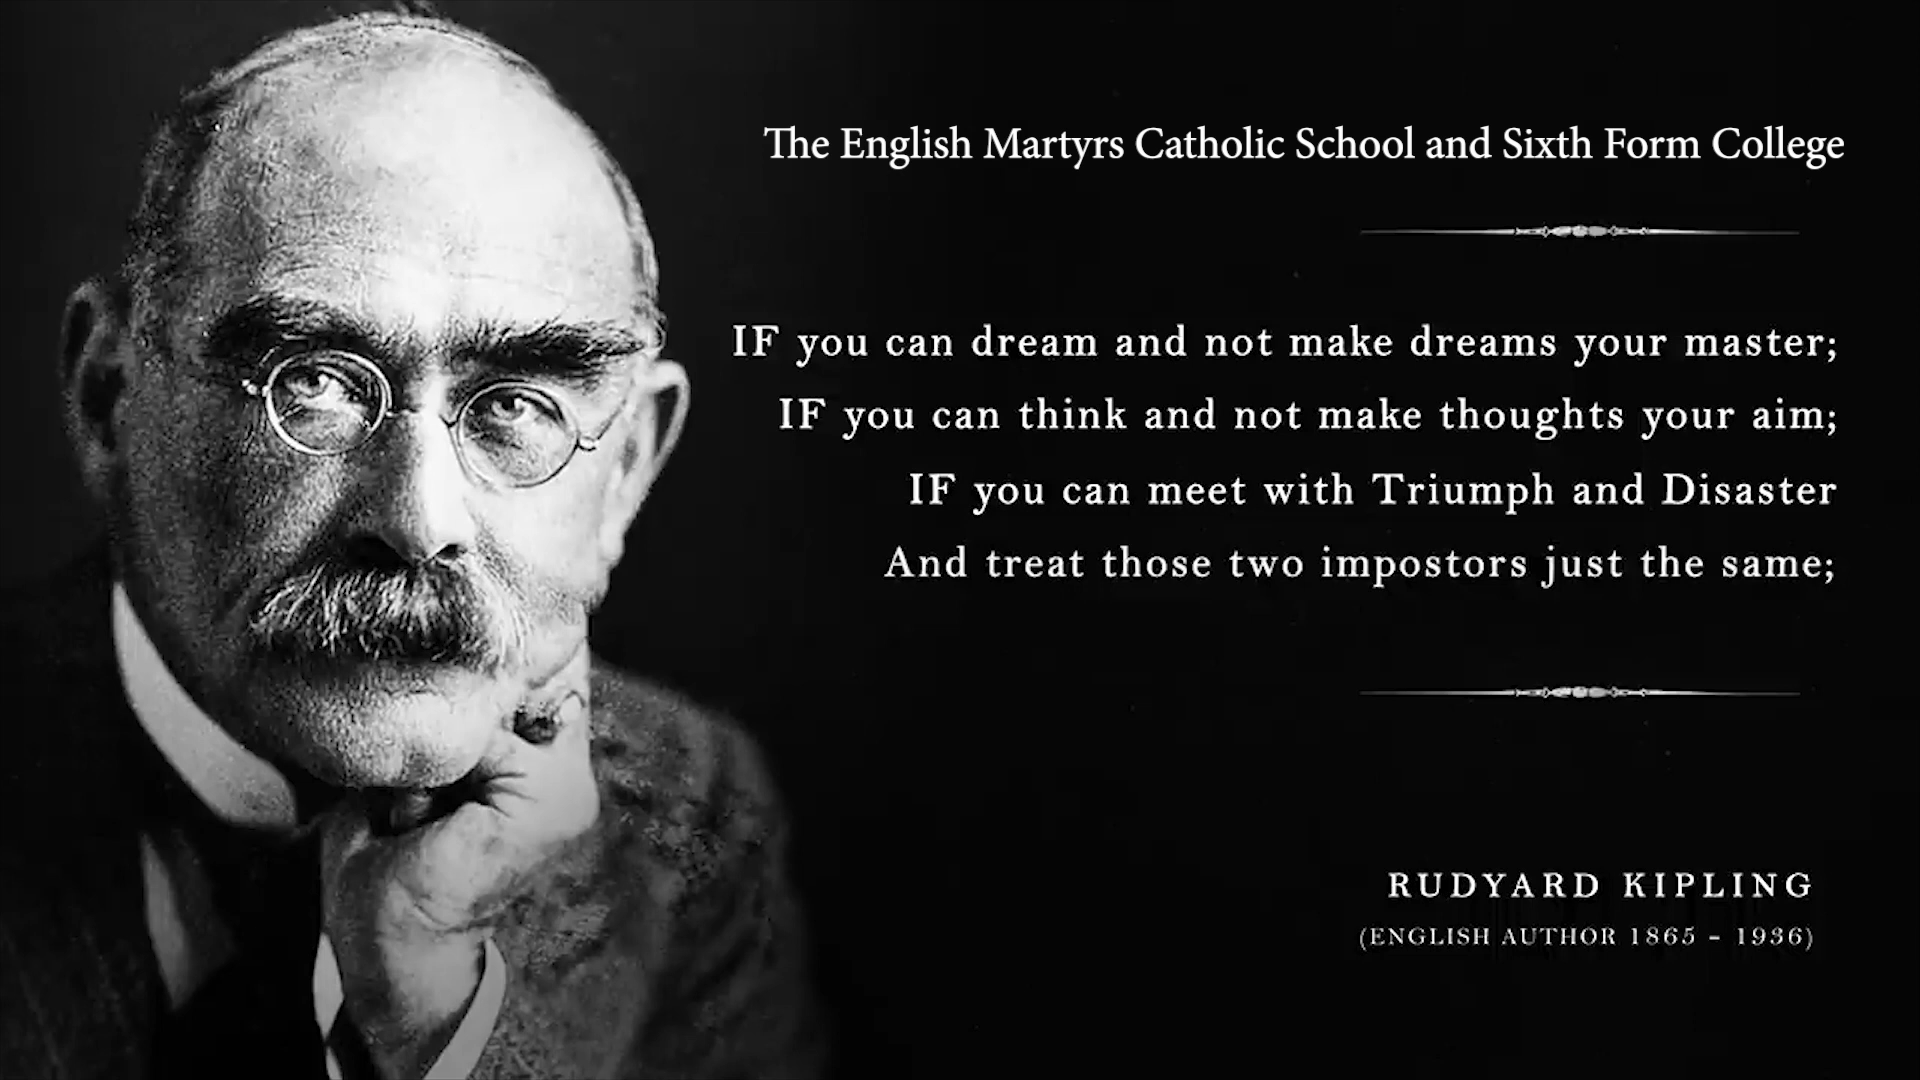 The English Martyrs Catholic School and Sixth Form College
IF you can dream and not make dreams your master;
IF you can think and not make thoughts your aim;
IF you can meet with Triumph and Disaster
And treat those two impostors just the same;
RUDYARD KIPLING
(ENGLISH AUTHOR 1865 – 1936)